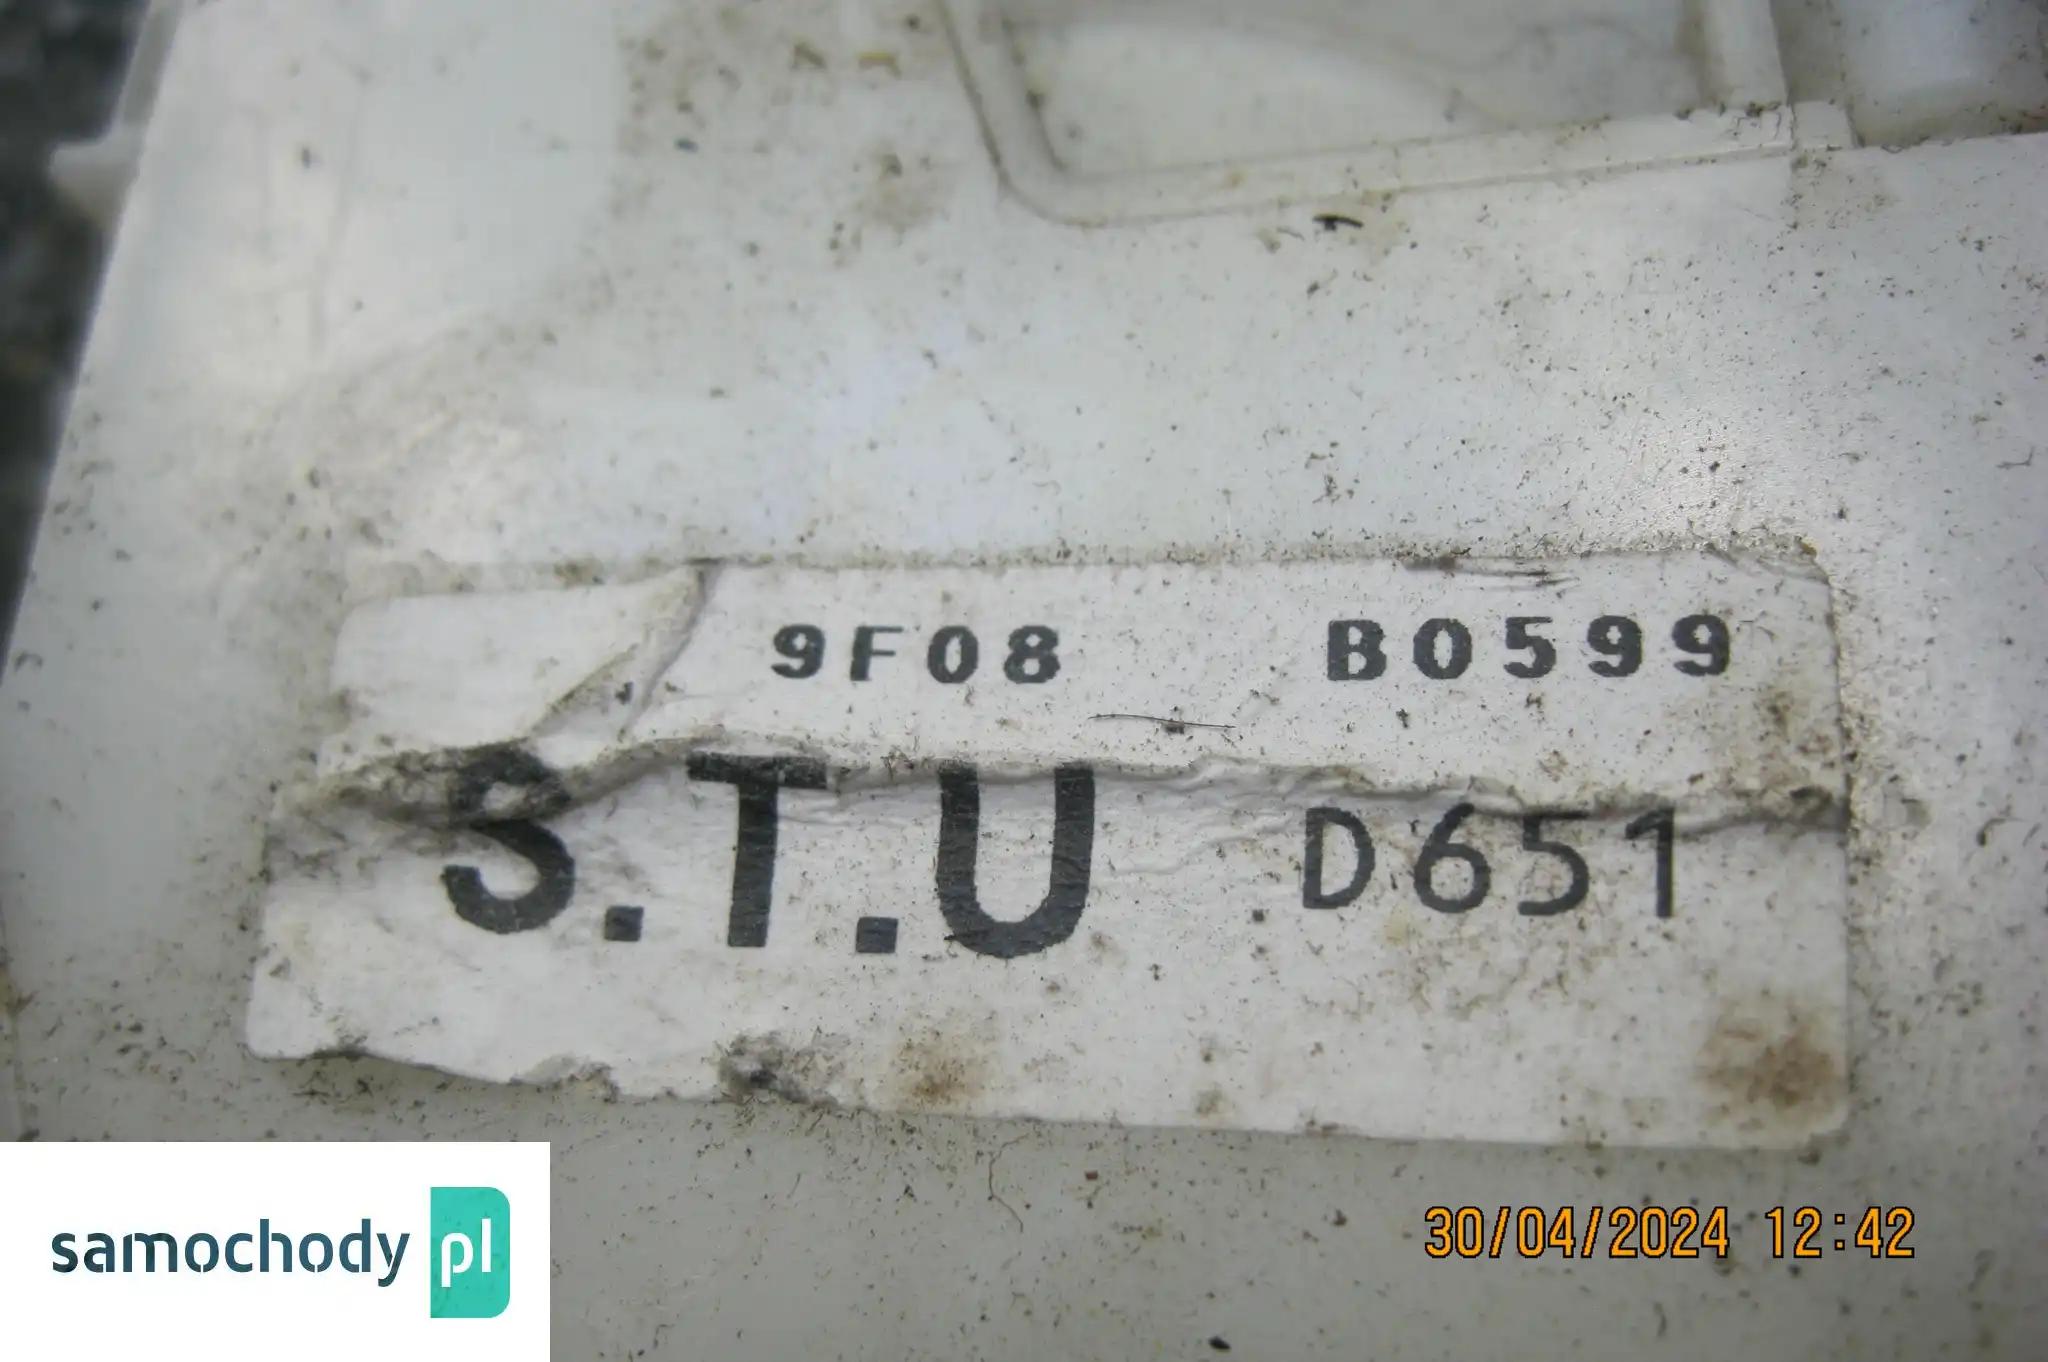 9F08 B0599
S.T.U D651
samochody pl
30/04/2024 12:42